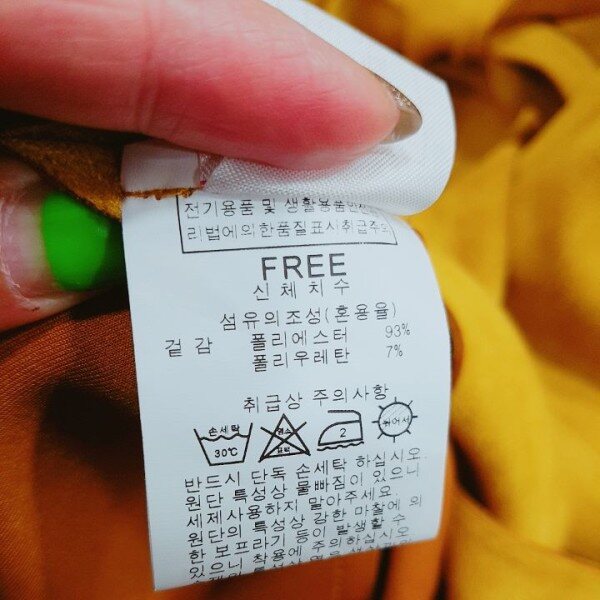 전기용품 및 생활용품안전
리법에의한품질표시취급주의
FREE
신체치수
섬유의조성(혼용율)
겉감 폴리에스터 93%
폴리우레탄 7%
취급상 주의사항
손세탁 30℃
염소 표백
2
뉘어서
반드시 단독 손세탁 하십시오.
원단 특성상 물빠짐이 있으니
세제사용하지 말아주세요.
원단의 특성상 강한 마찰에 의
한 보프라기 등이 발생할 수
있으니 착용에 주의하십시오